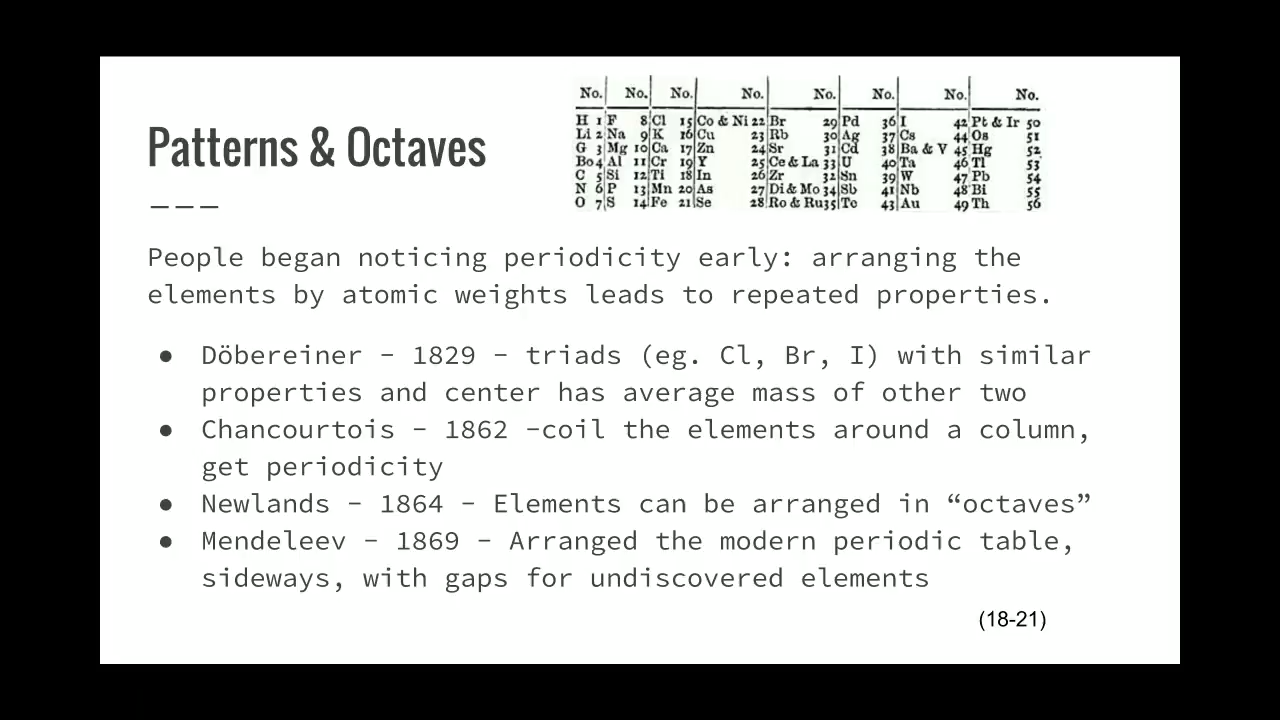 Patterns & Octaves
No. No. No. No. No. No. No. No.
H 1 F 8 Cl 15 Co & Ni 22 Br 29 Pd 36 I 42 Pt & Ir 50
Li 2 Na 9 K 16 Cu 23 Rb 30 Ag 37 Cs 44 Os 51
G 3 Mg 10 Ca 17 Zn 24 Sr 31 Cd 38 Ba & V 45 Hg 52
Bo 4 Al 11 Cr 19 Y 25 Ce & La 33 U 40 Ta 46 Tl 53
C 5 Si 12 Ti 18 In 26 Zr 32 Sn 39 W 47 Pb 54
N 6 P 13 Mn 20 As 27 Di & Mo 34 Sb 41 Nb 48 Bi 55
O 7 S 14 Fe 21 Se 28 Ro & Ru 35 Te 43 Au 49 Th 56
People began noticing periodicity early: arranging the
elements by atomic weights leads to repeated properties.
● Döbereiner - 1829 - triads (eg. Cl, Br, I) with similar
properties and center has average mass of other two
● Chancourtois - 1862 -coil the elements around a column,
get periodicity
● Newlands - 1864 - Elements can be arranged in “octaves”
● Mendeleev - 1869 - Arranged the modern periodic table,
sideways, with gaps for undiscovered elements
(18-21)